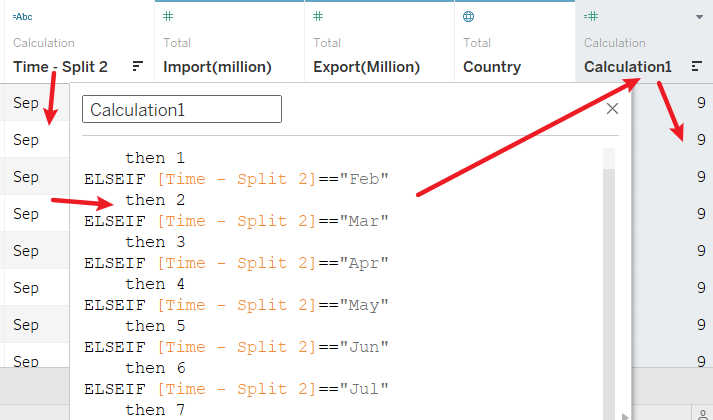 Abc # # #
Calculation Total Total Total Calculation
Time - Split 2 Import(million) Export(Million) Country Calculation1
Sep 9
Calculation1
Sep 9
then 1
Sep ELSEIF [Time - Split 2]=="Feb" 9
then 2
Sep ELSEIF [Time - Split 2]=="Mar" 9
then 3
Sep ELSEIF [Time - Split 2]=="Apr" 9
then 4
Sep ELSEIF [Time - Split 2]=="May" 9
then 5
Sep ELSEIF [Time - Split 2]=="Jun" 9
then 6
Sep ELSEIF [Time - Split 2]=="Jul" 9
then 7